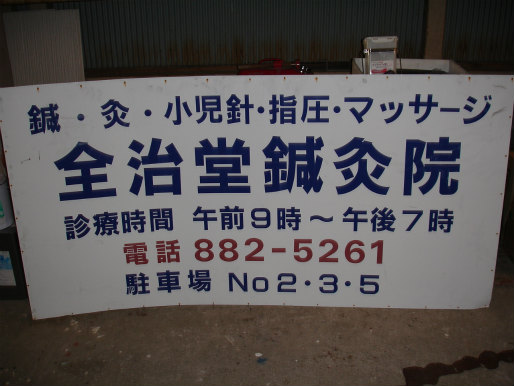 鍼・灸・小児針・指圧・マッサージ
全治堂鍼灸院
診療時間 午前9時～午後7時
電話 882-5261
駐車場 No2・3・5